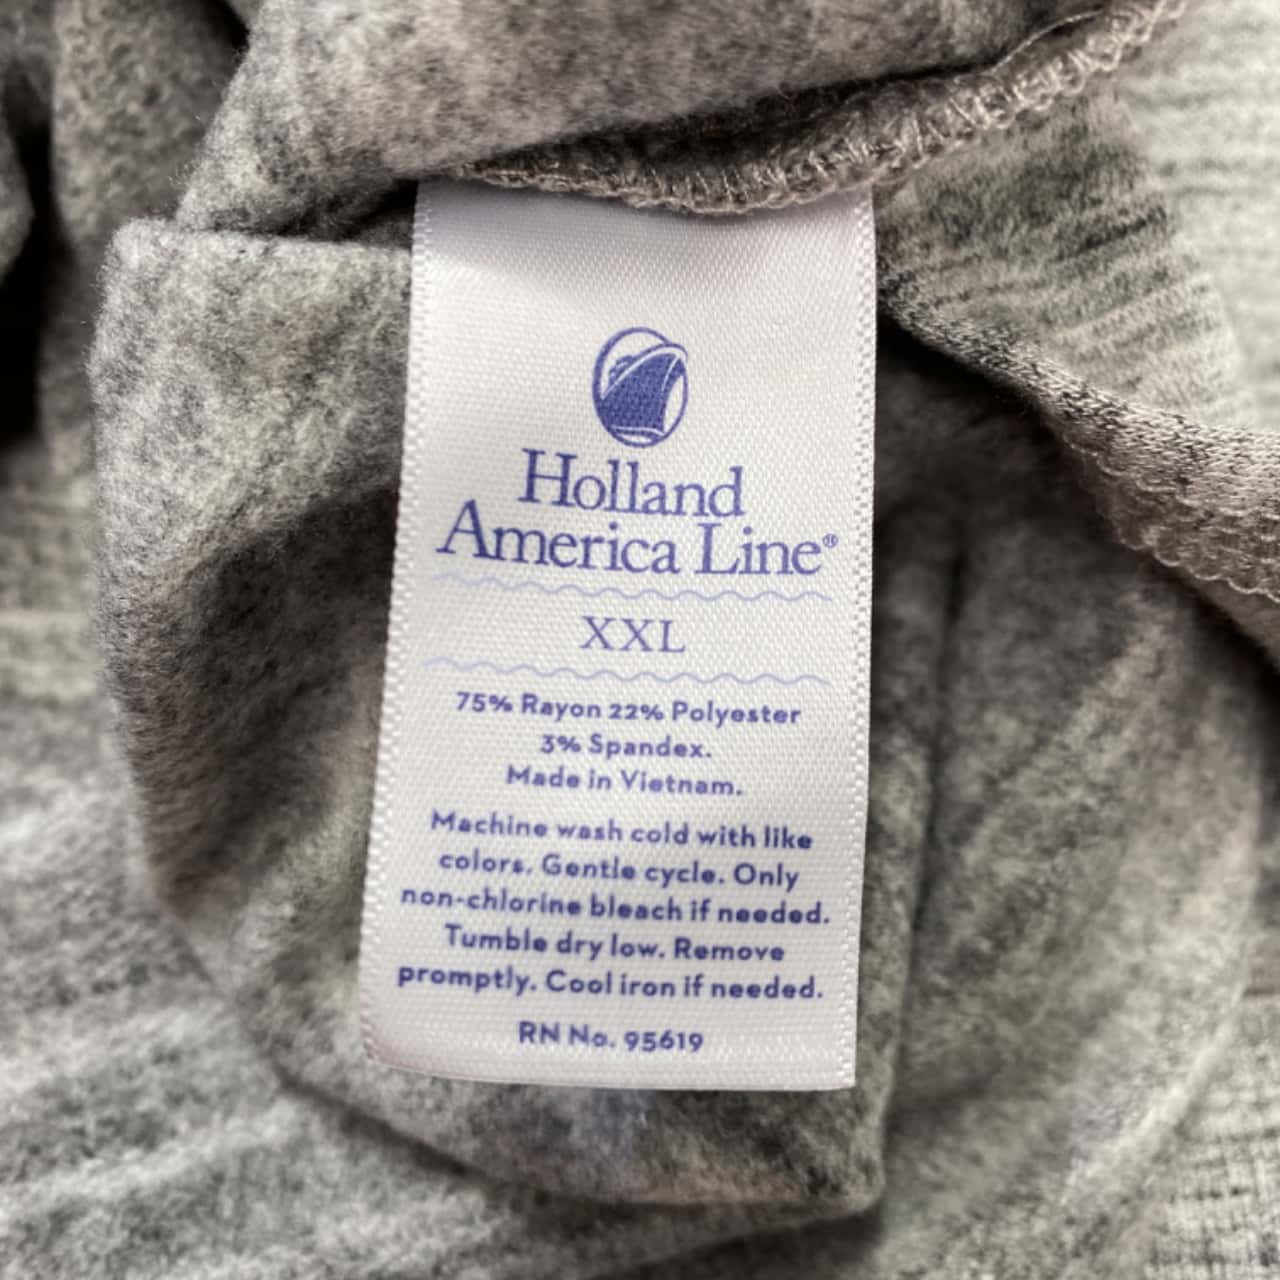 Holland
America Line®
XXL
75% Rayon 22% Polyester
3% Spandex.
Made in Vietnam.
Machine wash cold with like
colors. Gentle cycle. Only
non-chlorine bleach if needed.
Tumble dry low. Remove
promptly. Cool iron if needed.
RN No. 95619